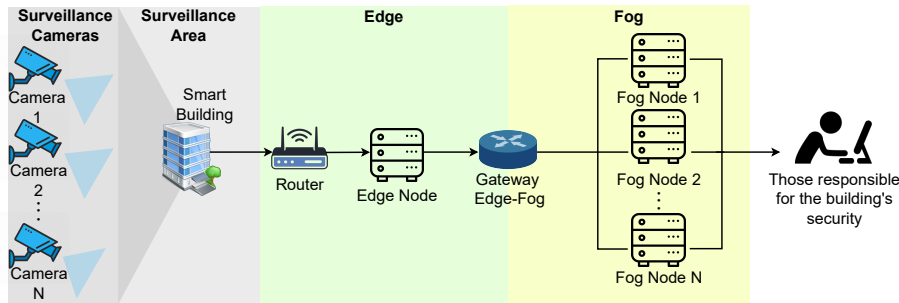 Surveillance
Cameras
Surveillance
Area
Edge
Fog
Camera
1
Camera
2
Camera
N
Smart
Building
Router
Edge Node
Gateway
Edge-Fog
Fog Node 1
Fog Node 2
Fog Node N
Those responsible
for the building's
security